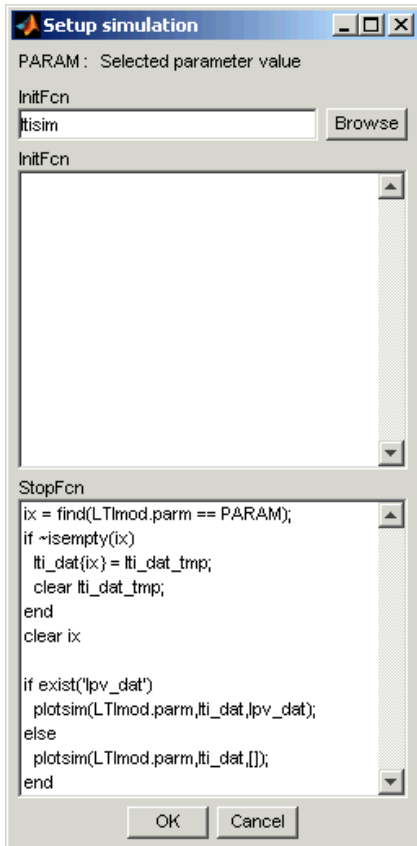 Setup simulation
PARAM : Selected parameter value
InitFcn
ltisim
Browse
InitFcn
StopFcn
ix = find(LTImod.parm == PARAM);
if ~isempty(ix)
lti_dat{ix} = lti_dat_tmp;
clear lti_dat_tmp;
end
clear ix
if exist('lpv_dat')
plotsim(LTImod.parm,lti_dat,lpv_dat);
else
plotsim(LTImod.parm,lti_dat,[]);
end
OK
Cancel